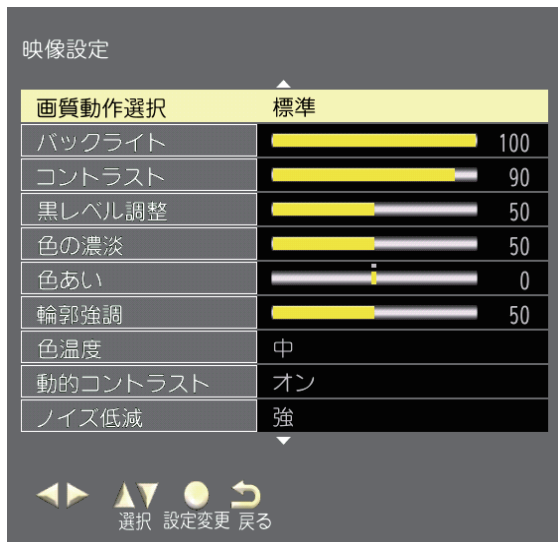 映像設定
画質動作選択 標準
バックライト 100
コントラスト 90
黒レベル調整 50
色の濃淡 50
色あい 0
輪郭強調 50
色温度 中
動的コントラスト オン
ノイズ低減 強
選択 設定変更 戻る